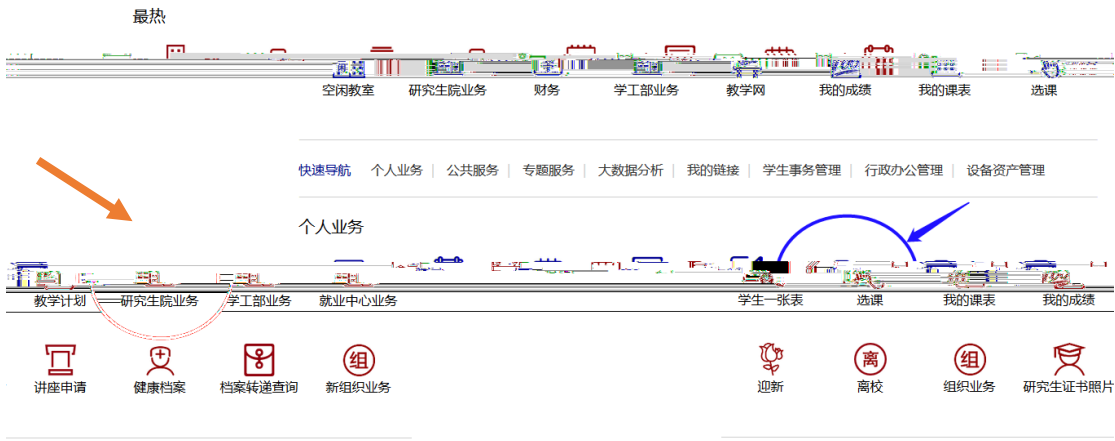 最热
空闲教室 研究生院业务 财务 学工部业务 教学网 我的成绩 我的课表 选课
快速导航 个人业务 | 公共服务 | 专题服务 | 大数据分析 | 我的链接 | 学生事务管理 | 行政办公管理 | 设备资产管理
个人业务
教学计划 研究生院业务 学工部业务 就业中心业务 学生一张表 选课 我的课表 我的成绩
组 离 组
讲座申请 健康档案 档案转递查询 新组织业务 迎新 离校 组织业务 研究生证书照片